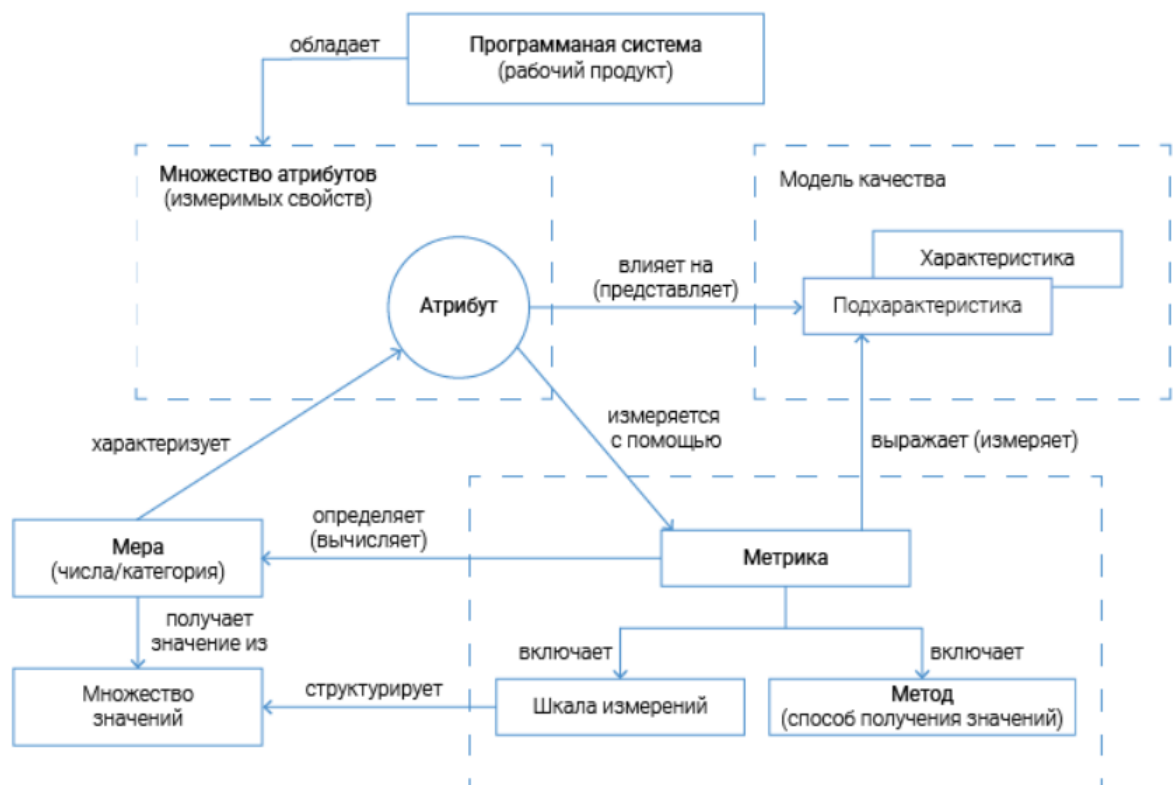 обладает
Программаная система
(рабочий продукт)
Множество атрибутов
(измеримых свойств)
Модель качества
Характеристика
Подхарактеристика
влияет на
(представляет)
Атрибут
характеризует
измеряется
с помощью
выражает (измеряет)
определяет
(вычисляет)
Мера
(числа/категория)
Метрика
получает
значение из
включает
включает
Множество
значений
структурирует
Шкала измерений
Метод
(способ получения значений)